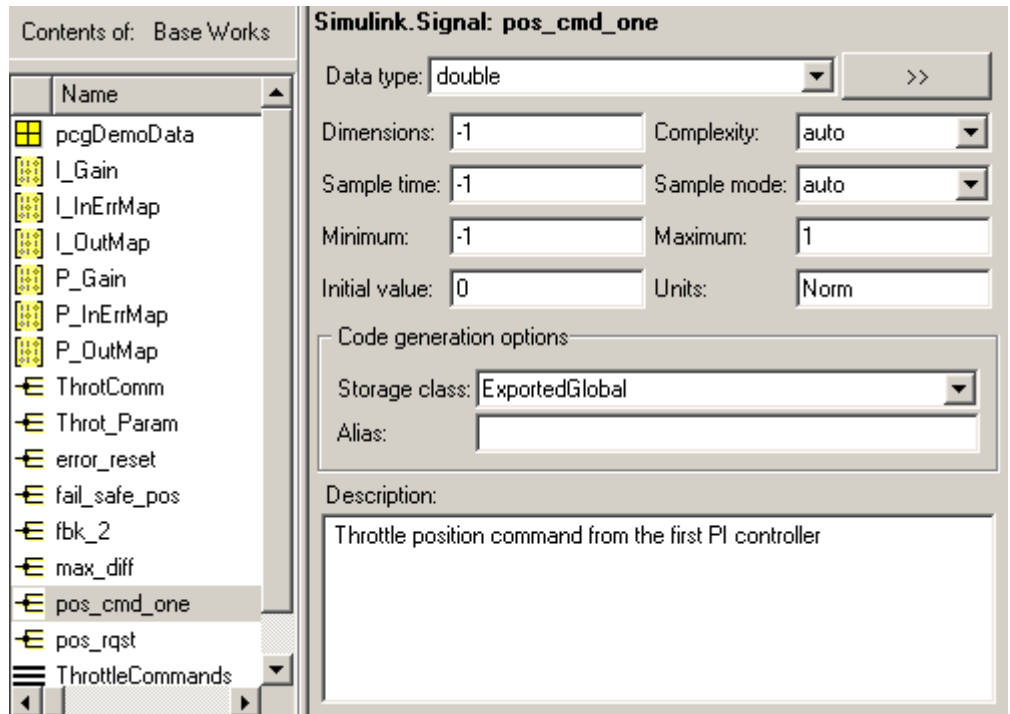 Contents of: Base Works
Name
pcgDemoData
I_Gain
I_InErrMap
I_OutMap
P_Gain
P_InErrMap
P_OutMap
ThrotComm
Throt_Param
error_reset
fail_safe_pos
fbk_2
max_diff
pos_cmd_one
pos_rqst
ThrottleCommands
Simulink.Signal: pos_cmd_one
Data type: double >>
Dimensions: -1 Complexity: auto
Sample time: -1 Sample mode: auto
Minimum: -1 Maximum: 1
Initial value: 0 Units: Norm
Code generation options
Storage class: ExportedGlobal
Alias:
Description:
Throttle position command from the first PI controller